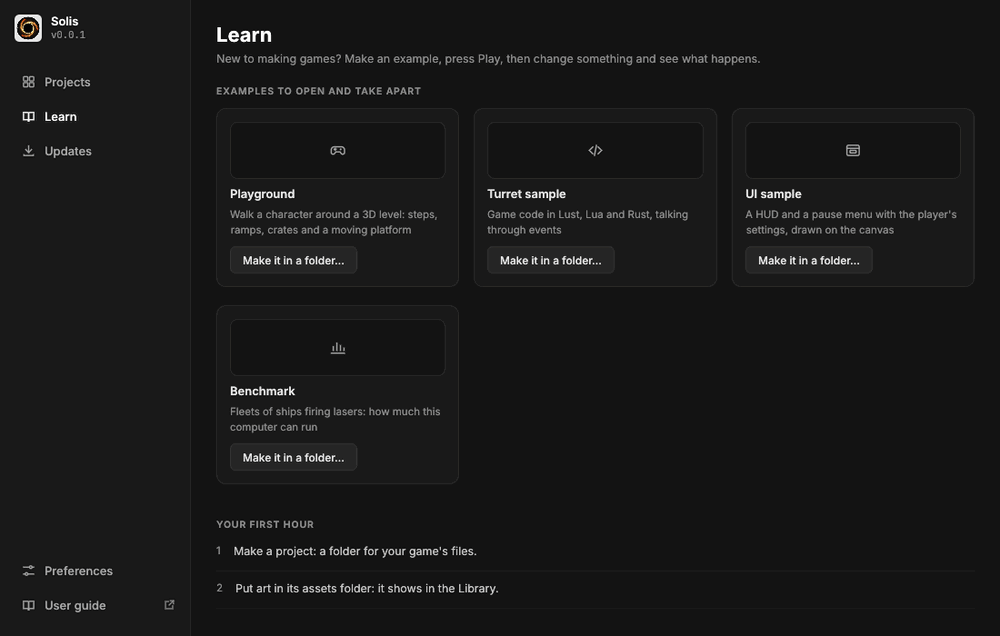 Solis
v0.0.1
Projects
Learn
Updates
Preferences
User guide
Learn
New to making games? Make an example, press Play, then change something and see what happens.
EXAMPLES TO OPEN AND TAKE APART
Playground
Walk a character around a 3D level: steps,
ramps, crates and a moving platform
Make it in a folder...
Turret sample
Game code in Lust, Lua and Rust, talking
through events
Make it in a folder...
UI sample
A HUD and a pause menu with the player's
settings, drawn on the canvas
Make it in a folder...
Benchmark
Fleets of ships firing lasers: how much this
computer can run
Make it in a folder...
YOUR FIRST HOUR
1 Make a project: a folder for your game's files.
2 Put art in its assets folder: it shows in the Library.